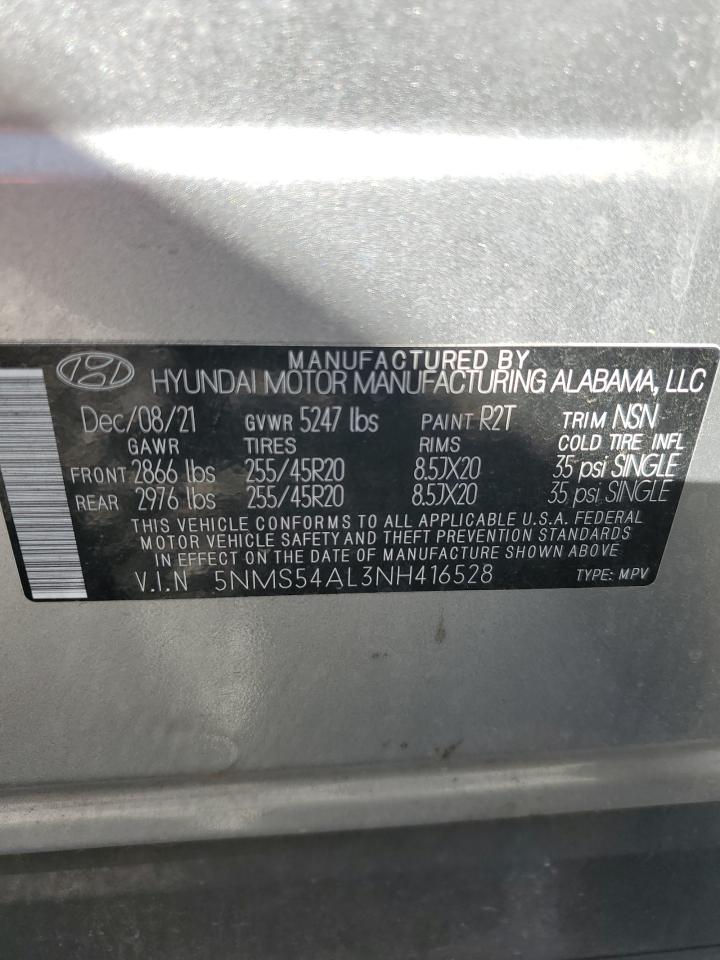 MANUFACTURED BY
HYUNDAI MOTOR MANUFACTURING ALABAMA, LLC
Dec/08/21 GVWR 5247 lbs PAINT R2T TRIM NSN
GAWR TIRES RIMS COLD TIRE INFL
FRONT 2866 lbs 255/45R20 8.5JX20 35 psi SINGLE
REAR 2976 lbs 255/45R20 8.5JX20 35 psi SINGLE
THIS VEHICLE CONFORMS TO ALL APPLICABLE U.S.A. FEDERAL
MOTOR VEHICLE SAFETY AND THEFT PREVENTION STANDARDS
IN EFFECT ON THE DATE OF MANUFACTURE SHOWN ABOVE
V.I.N 5NMS54AL3NH416528 TYPE: MPV